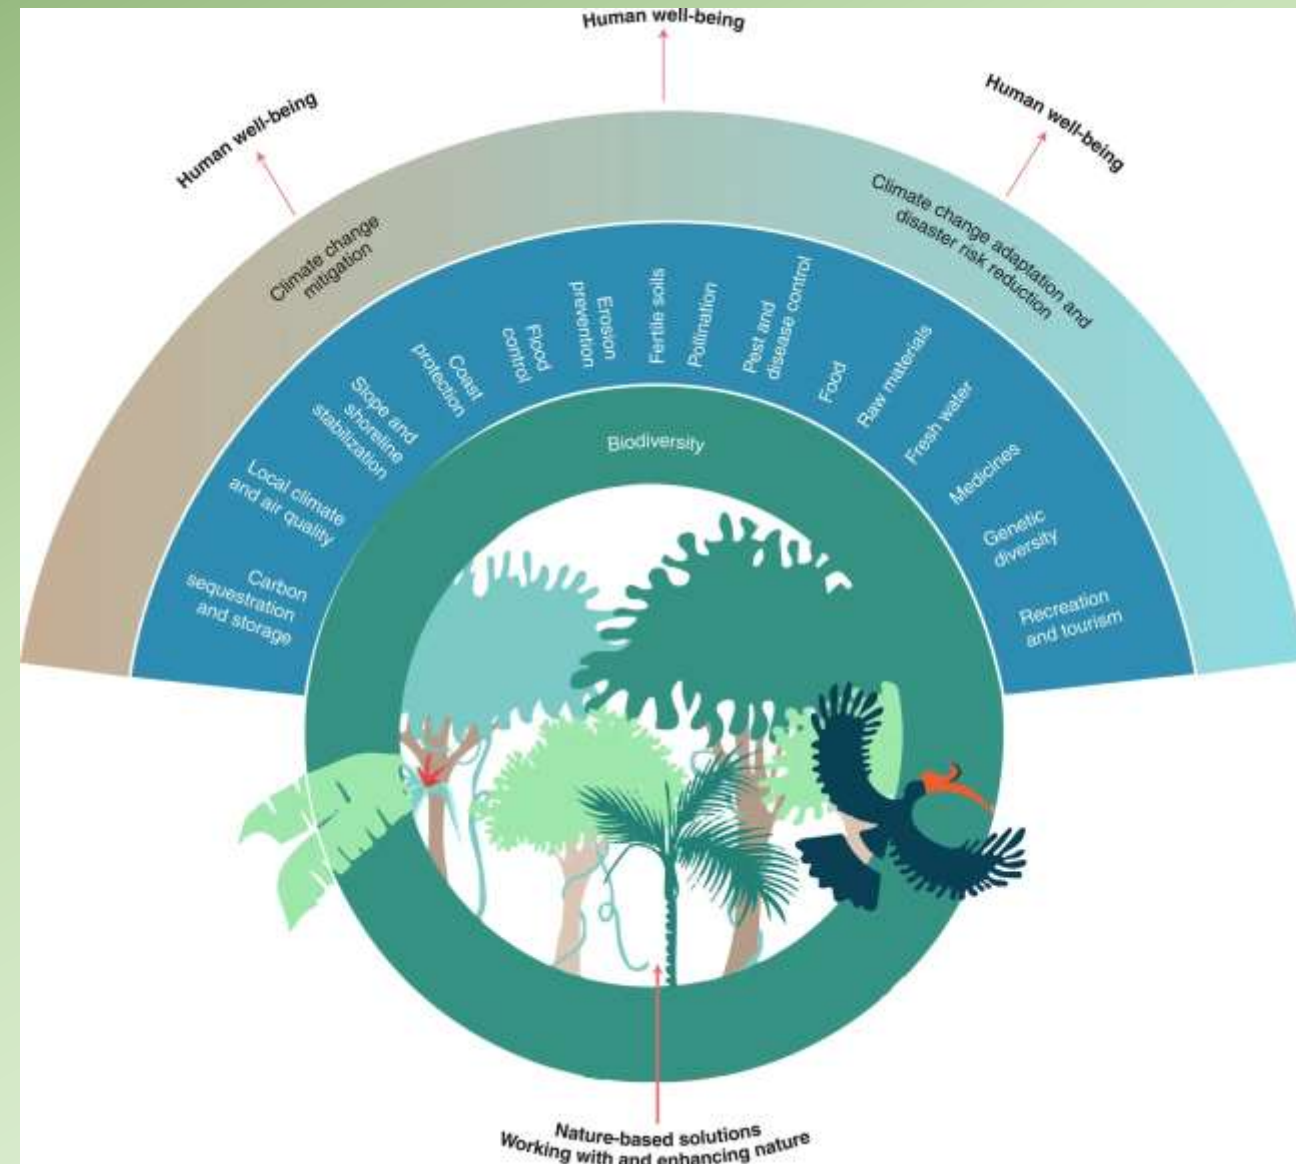 Human well-being
Human well-being
Human well-being
Climate change
mitigation
Climate change adaptation and
disaster risk reduction
Carbon
sequestration
and storage
Local climate
and air quality
Slope and
shoreline
stabilization
Coast
protection
Flood
control
Erosion
prevention
Fertile soils
Pollination
Pest and
disease control
Food
Raw materials
Fresh water
Medicines
Genetic
diversity
Recreation
and tourism
Biodiversity
Nature-based solutions
Working with and enhancing nature